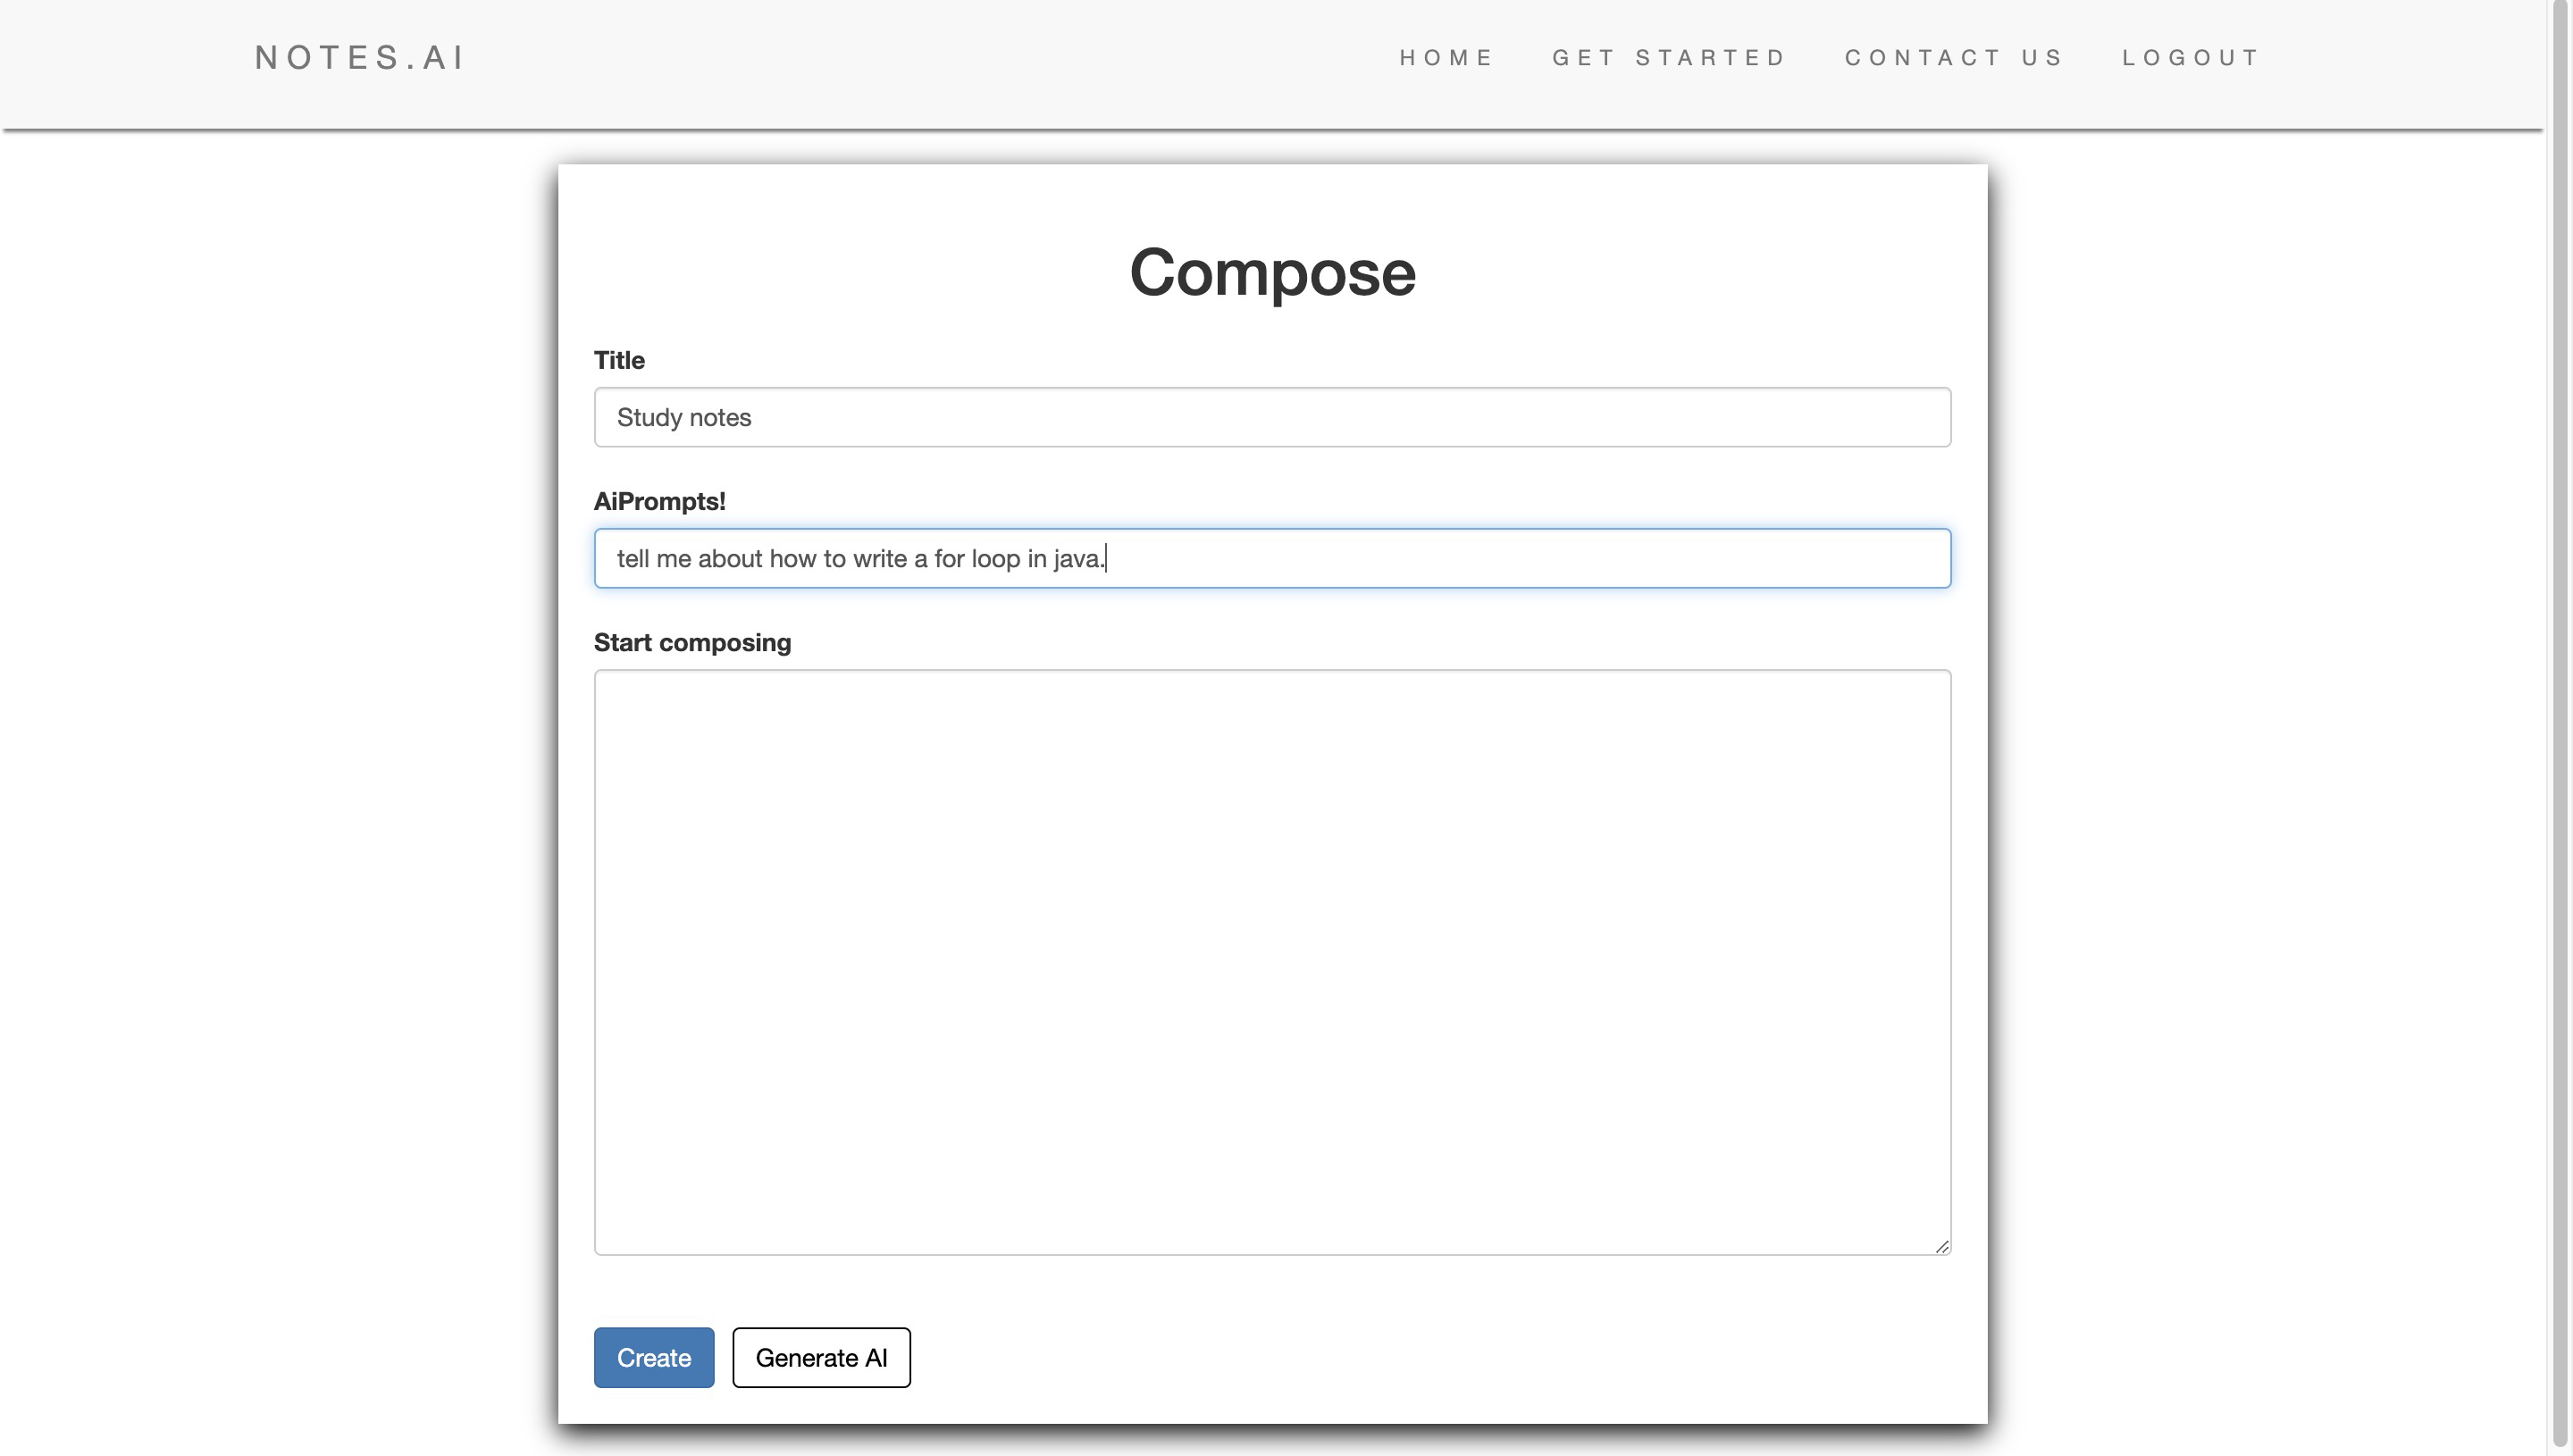 NOTES.AI
HOME GET STARTED CONTACT US LOGOUT
Compose
Title
Study notes
AiPrompts!
tell me about how to write a for loop in java.
Start composing
Create Generate AI